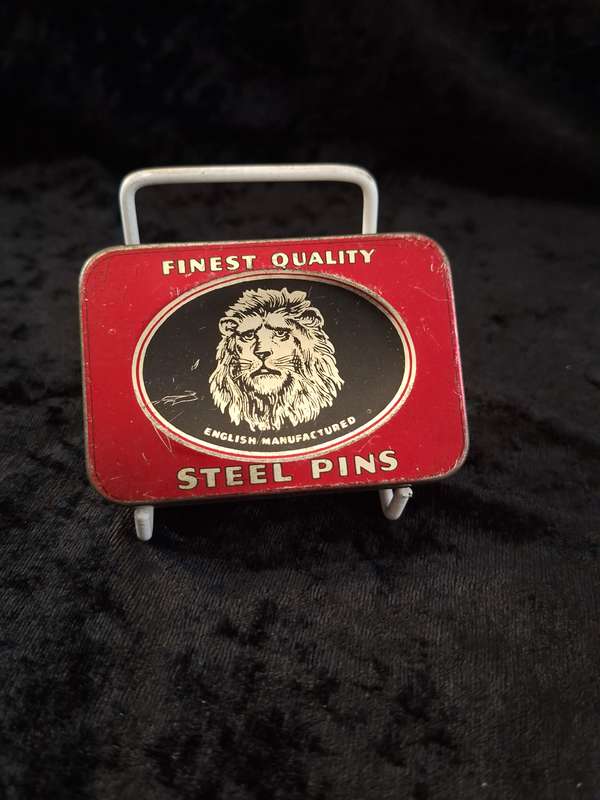 FINEST QUALITY
ENGLISH MANUFACTURED
STEEL PINS